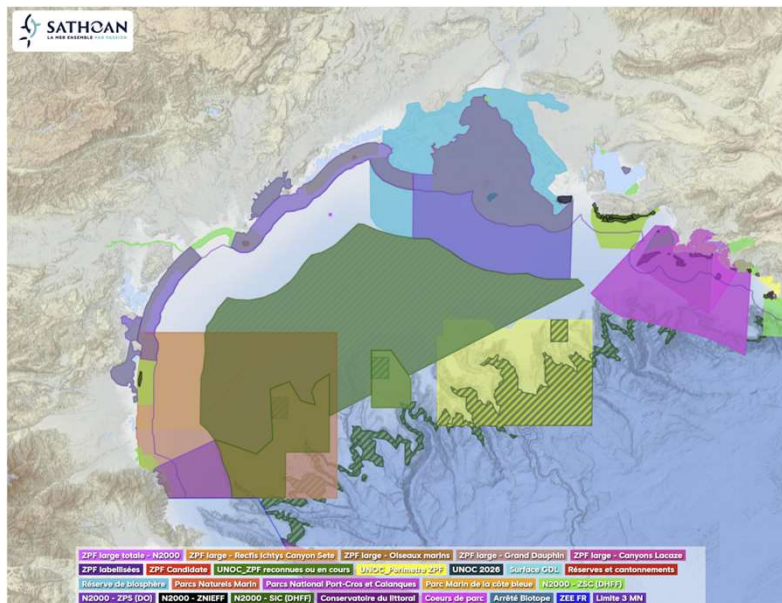 SATHOAN
LA MER ENSEMBLE PAR PASSION
ZPF large totale - N2000 ZPF large - Recifs Ichtys Canyon Sete ZPF large - Oiseaux marins ZPF large - Grand Dauphin ZPF large - Canyons Lacaze
ZPF labellisées ZPF Candidate UNOC_ZPF reconnues ou en cours UNOC_Perimetre ZPF UNOC 2026 Surface GDL Réserves et cantonnements
Réserve de biosphère Parcs Naturels Marin Parcs National Port-Cros et Calanques Parc Marin de la côte bleue N2000 - ZSC (DHFF)
N2000 - ZPS (DO) N2000 - ZNIEFF N2000 - SIC (DHFF) Conservatoire du littoral Coeurs de parc Arrêté Biotope ZEE FR Limite 3 MN